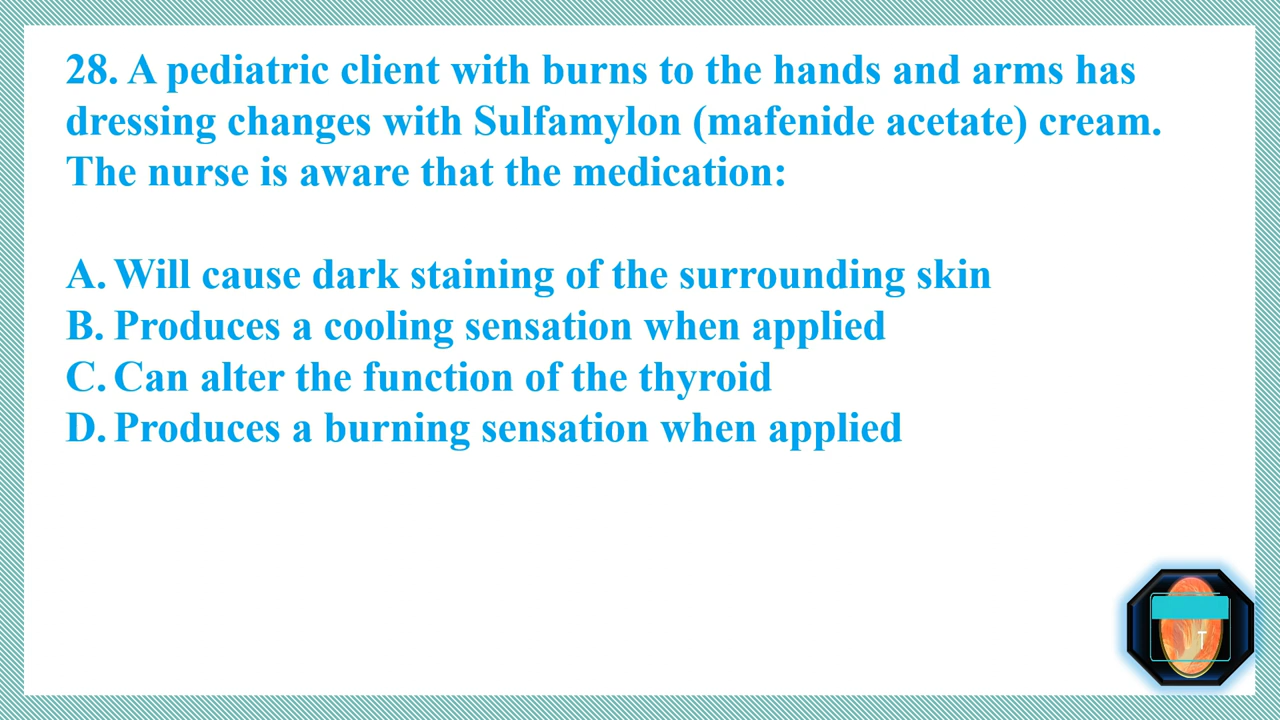 28. A pediatric client with burns to the hands and arms has
dressing changes with Sulfamylon (mafenide acetate) cream.
The nurse is aware that the medication:
A. Will cause dark staining of the surrounding skin
B. Produces a cooling sensation when applied
C. Can alter the function of the thyroid
D. Produces a burning sensation when applied
T